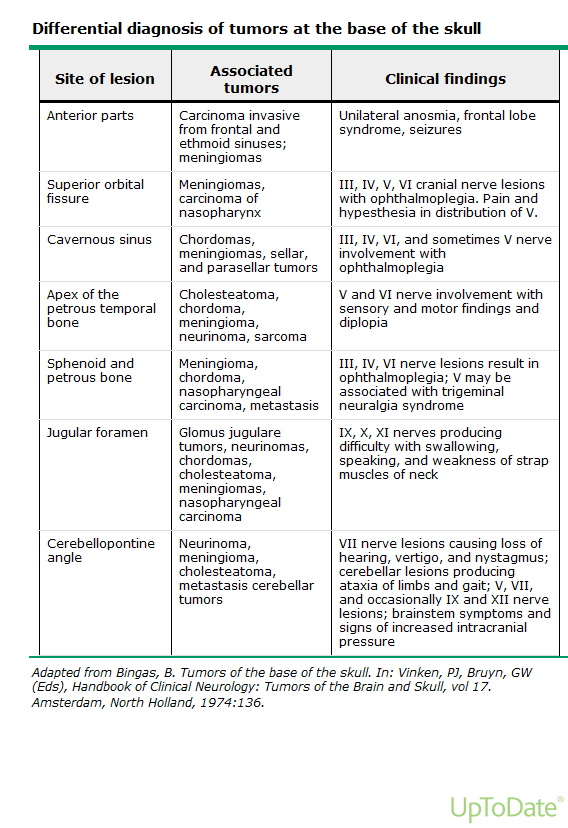 Differential diagnosis of tumors at the base of the skull
Site of lesion
Associated
tumors
Clinical findings
Anterior parts
Carcinoma invasive
from frontal and
ethmoid sinuses;
meningiomas
Unilateral anosmia, frontal lobe
syndrome, seizures
Superior orbital
fissure
Meningiomas,
carcinoma of
nasopharynx
III, IV, V, VI cranial nerve lesions
with ophthalmoplegia. Pain and
hypesthesia in distribution of V.
Cavernous sinus
Chordomas,
meningiomas, sellar,
and parasellar tumors
III, IV, VI, and sometimes V nerve
involvement with
ophthalmoplegia
Apex of the
petrous temporal
bone
Cholesteatoma,
chordoma,
meningioma,
neurinoma, sarcoma
V and VI nerve involvement with
sensory and motor findings and
diplopia
Sphenoid and
petrous bone
Meningioma,
chordoma,
nasopharyngeal
carcinoma, metastasis
III, IV, VI nerve lesions result in
ophthalmoplegia; V may be
associated with trigeminal
neuralgia syndrome
Jugular foramen
Glomus jugulare
tumors, neurinomas,
chordomas,
cholesteatoma,
meningiomas,
nasopharyngeal
carcinoma
IX, X, XI nerves producing
difficulty with swallowing,
speaking, and weakness of strap
muscles of neck
Cerebellopontine
angle
Neurinoma,
meningioma,
cholesteatoma,
metastasis cerebellar
tumors
VII nerve lesions causing loss of
hearing, vertigo, and nystagmus;
cerebellar lesions producing
ataxia of limbs and gait; V, VII,
and occasionally IX and XII nerve
lesions; brainstem symptoms and
signs of increased intracranial
pressure
Adapted from Bingas, B. Tumors of the base of the skull. In: Vinken, PJ, Bruyn, GW
(Eds), Handbook of Clinical Neurology: Tumors of the Brain and Skull, vol 17.
Amsterdam, North Holland, 1974:136.
UpToDate®